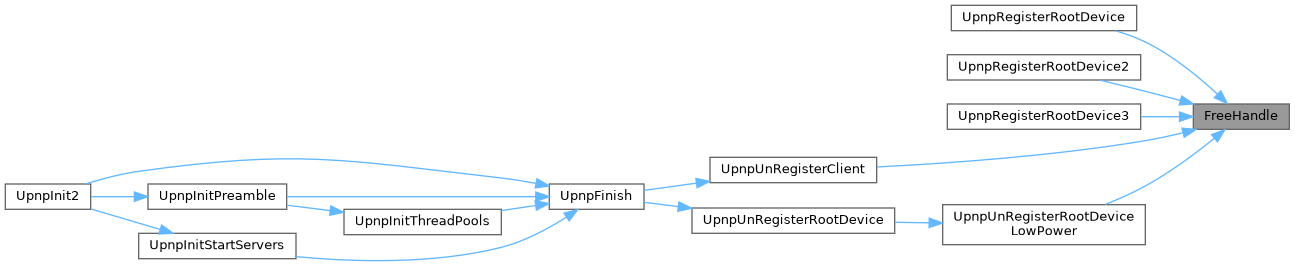 UpnpRegisterRootDevice
UpnpRegisterRootDevice2
UpnpRegisterRootDevice3
FreeHandle
UpnpUnRegisterClient
UpnpInit2
UpnpInitPreamble
UpnpFinish
UpnpInitThreadPools
UpnpUnRegisterRootDevice
UpnpUnRegisterRootDevice
LowPower
UpnpInitStartServers